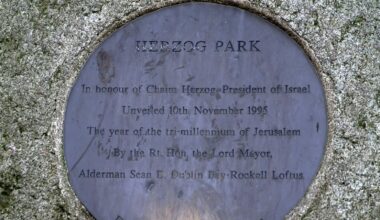 HERZOG PARK
In honour of Chaim Herzog President of Israel
Unveiled 10th November 1995
The year of the tri-millennium of Jerusalem
By the Rt. Hon. the Lord Mayor,
Alderman Sean E. Dublin Bay-Rockall Loftus.